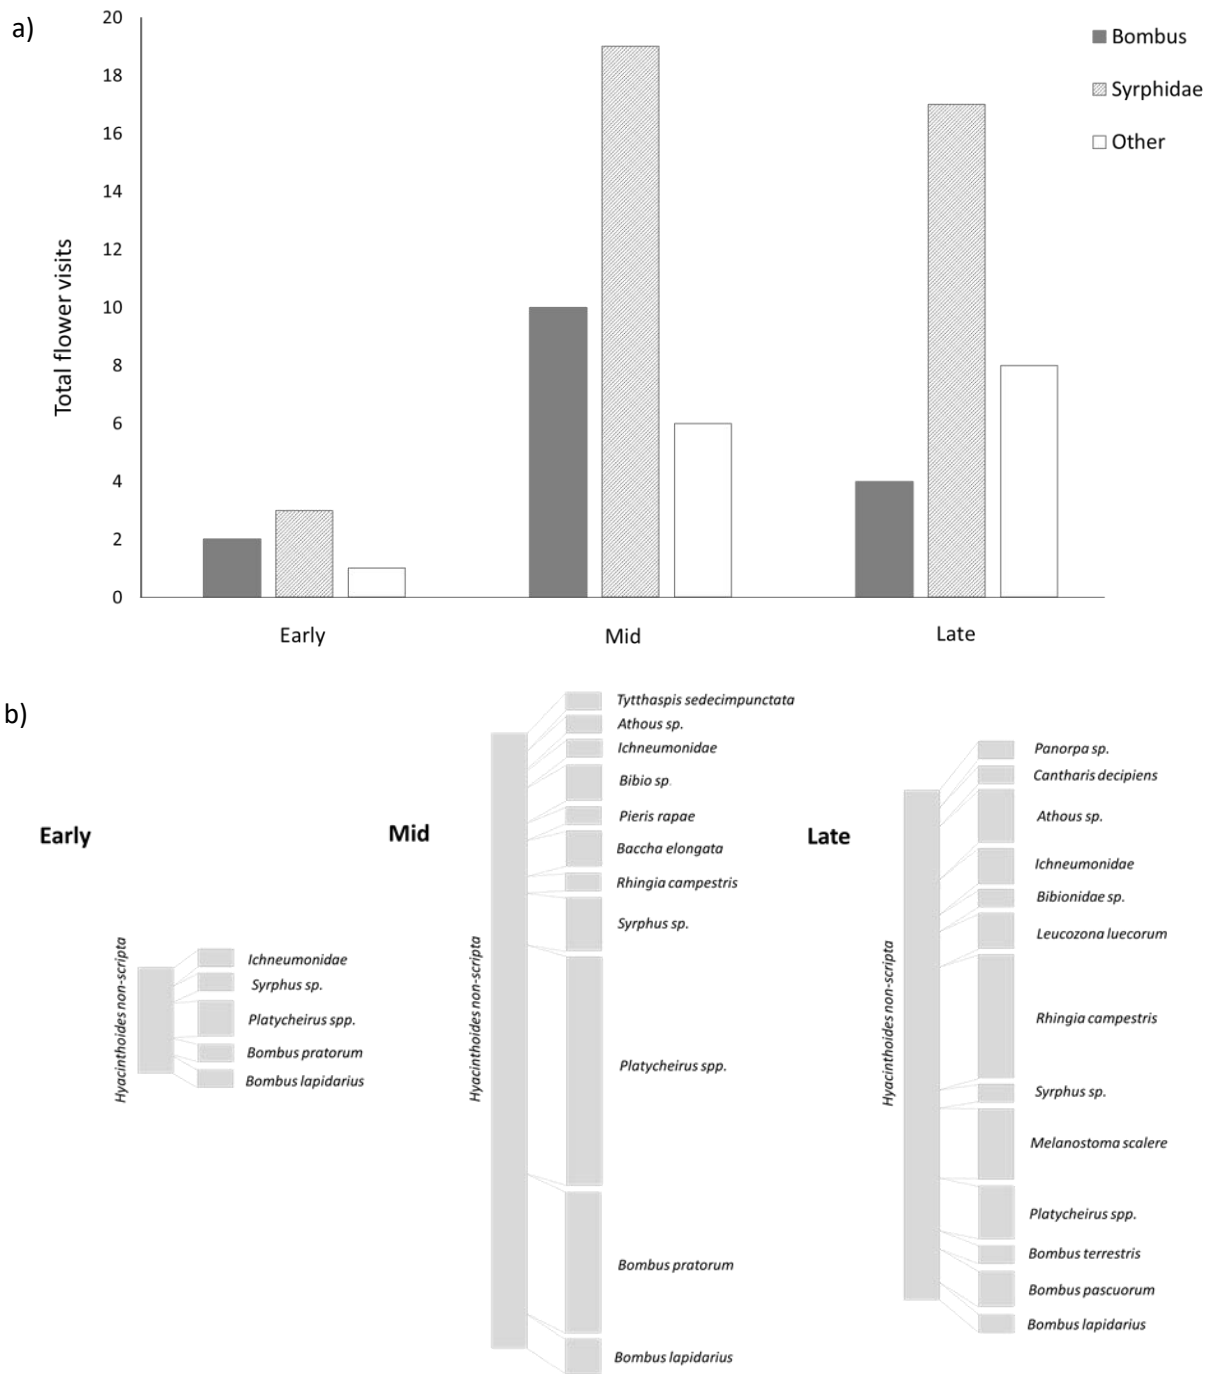 a)
20
18
16
14
12
10
8
6
4
2
0
Total flower visits
Bombus
Syrphidae
Other
Early
Mid
Late
b)
Early
Hyacinthoides non-scripta
Ichneumonidae
Syrphus sp.
Platycheirus spp.
Bombus pratorum
Bombus lapidarius
Mid
Hyacinthoides non-scripta
Tytthaspis sedecimpunctata
Athous sp.
Ichneumonidae
Bibio sp.
Pieris rapae
Baccha elongata
Rhingia campestris
Syrphus sp.
Platycheirus spp.
Bombus pratorum
Bombus lapidarius
Late
Hyacinthoides non-scripta
Panorpa sp.
Cantharis decipiens
Athous sp.
Ichneumonidae
Bibionidae sp.
Leucozona luecorum
Rhingia campestris
Syrphus sp.
Melanostoma scalere
Platycheirus spp.
Bombus terrestris
Bombus pascuorum
Bombus lapidarius